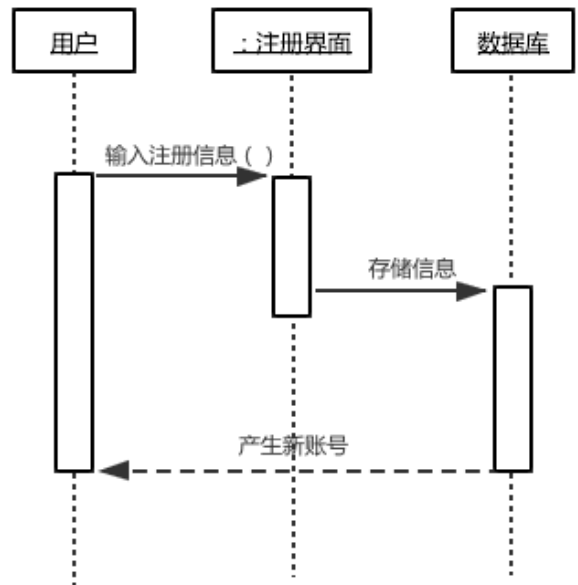 用户
：注册界面
数据库
输入注册信息（ ）
存储信息
产生新账号